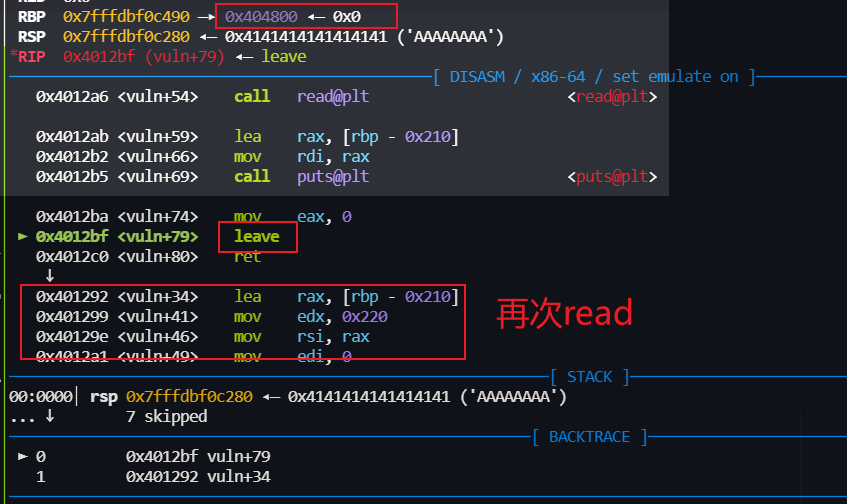 RBP  0x7fffdbf0c490 —▸ 0x404800 ◂— 0x0
RSP  0x7fffdbf0c280 ◂— 0x4141414141414141 ('AAAAAAAA')
*RIP  0x4012bf (vuln+79) ◂— leave
[ DISASM / x86-64 / set emulate on ]
0x4012a6 <vuln+54>    call   read@plt                      <read@plt>
0x4012ab <vuln+59>    lea    rax, [rbp - 0x210]
0x4012b2 <vuln+66>    mov    rdi, rax
0x4012b5 <vuln+69>    call   puts@plt                      <puts@plt>
0x4012ba <vuln+74>    mov    eax, 0
► 0x4012bf <vuln+79>    leave
0x4012c0 <vuln+80>    ret
↓
0x401292 <vuln+34>    lea    rax, [rbp - 0x210]
0x401299 <vuln+41>    mov    edx, 0x220
0x40129e <vuln+46>    mov    rsi, rax
0x4012a1 <vuln+49>    mov    edi, 0
再次read
[ STACK ]
00:0000│ rsp 0x7fffdbf0c280 ◂— 0x4141414141414141 ('AAAAAAAA')
... ↓        7 skipped
[ BACKTRACE ]
► 0         0x4012bf vuln+79
1         0x401292 vuln+34